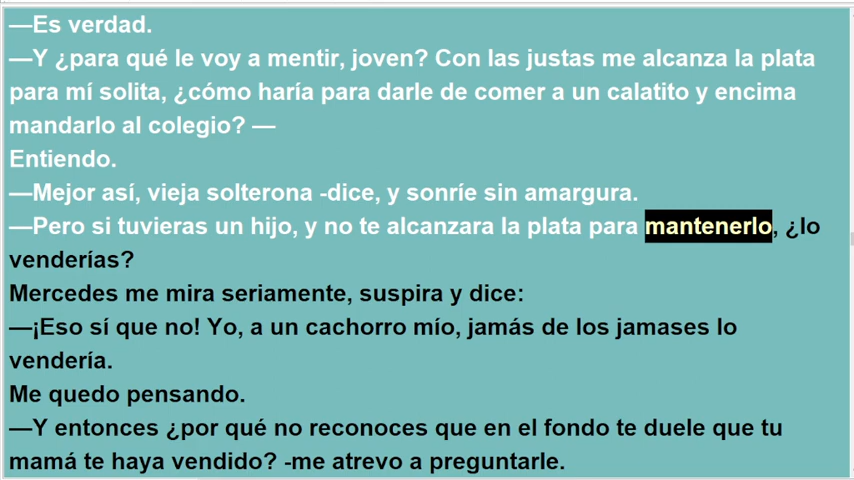 —Es verdad.
—Y ¿para qué le voy a mentir, joven? Con las justas me alcanza la plata
para mí solita, ¿cómo haría para darle de comer a un calatito y encima
mandarlo al colegio? —
Entiendo.
—Mejor así, vieja solterona -dice, y sonríe sin amargura.
—Pero si tuvieras un hijo, y no te alcanzara la plata para mantenerlo, ¿lo
venderías?
Mercedes me mira seriamente, suspira y dice:
—¡Eso sí que no! Yo, a un cachorro mío, jamás de los jamases lo
vendería.
Me quedo pensando.
—Y entonces ¿por qué no reconoces que en el fondo te duele que tu
mamá te haya vendido? -me atrevo a preguntarle.